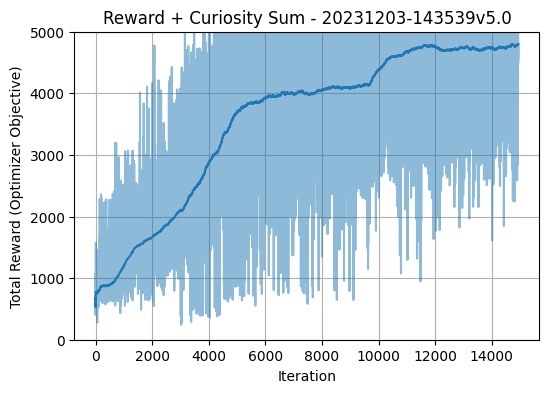 Reward + Curiosity Sum - 20231203-143539v5.0
Total Reward (Optimizer Objective)
5000
4000
3000
2000
1000
0
0 2000 4000 6000 8000 10000 12000 14000
Iteration